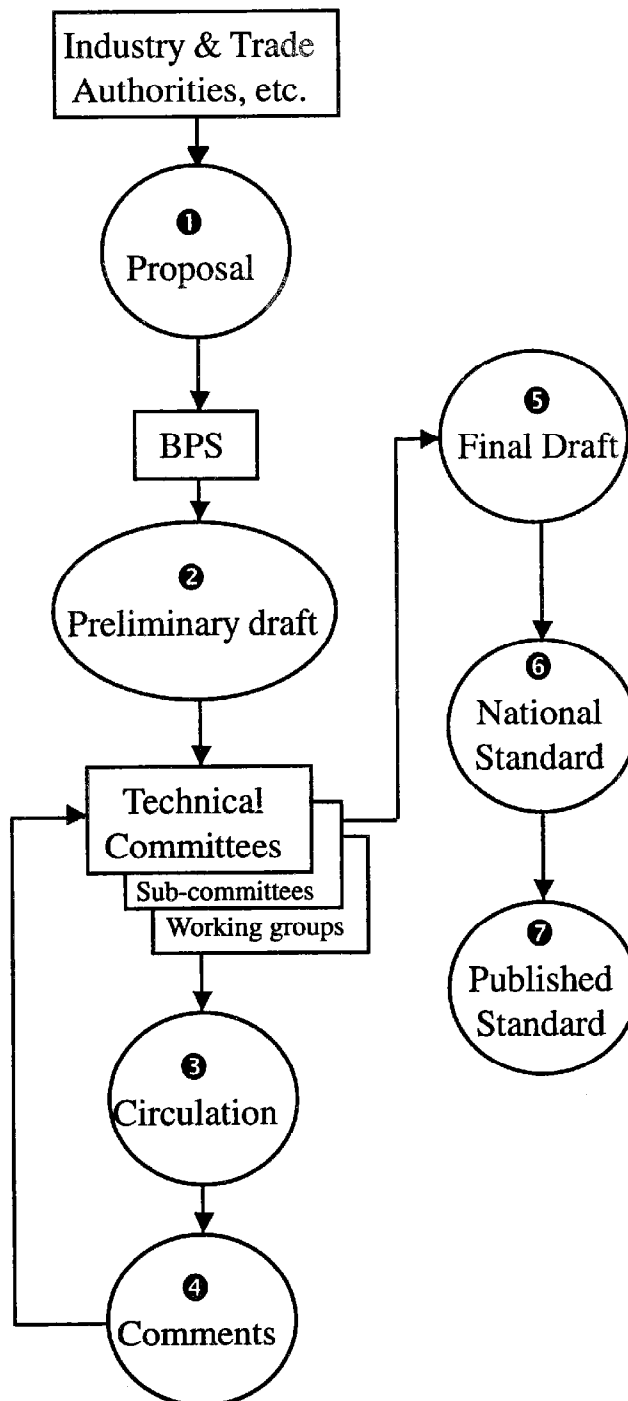 Industry & Trade
Authorities, etc.
❶
Proposal
BPS
❷
Preliminary draft
Technical
Committees
Sub-committees
Working groups
❸
Circulation
❹
Comments
❺
Final Draft
❻
National
Standard
❼
Published
Standard